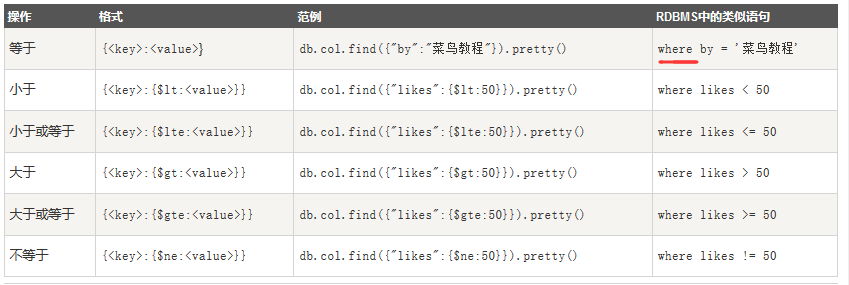 操作 格式 范例 RDBMS中的类似语句
等于 {<key>:<value>} db.col.find({"by":"菜鸟教程"}).pretty() where by = '菜鸟教程'
小于 {<key>:{$lt:<value>}} db.col.find({"likes":{$lt:50}}).pretty() where likes < 50
小于或等于 {<key>:{$lte:<value>}} db.col.find({"likes":{$lte:50}}).pretty() where likes <= 50
大于 {<key>:{$gt:<value>}} db.col.find({"likes":{$gt:50}}).pretty() where likes > 50
大于或等于 {<key>:{$gte:<value>}} db.col.find({"likes":{$gte:50}}).pretty() where likes >= 50
不等于 {<key>:{$ne:<value>}} db.col.find({"likes":{$ne:50}}).pretty() where likes != 50